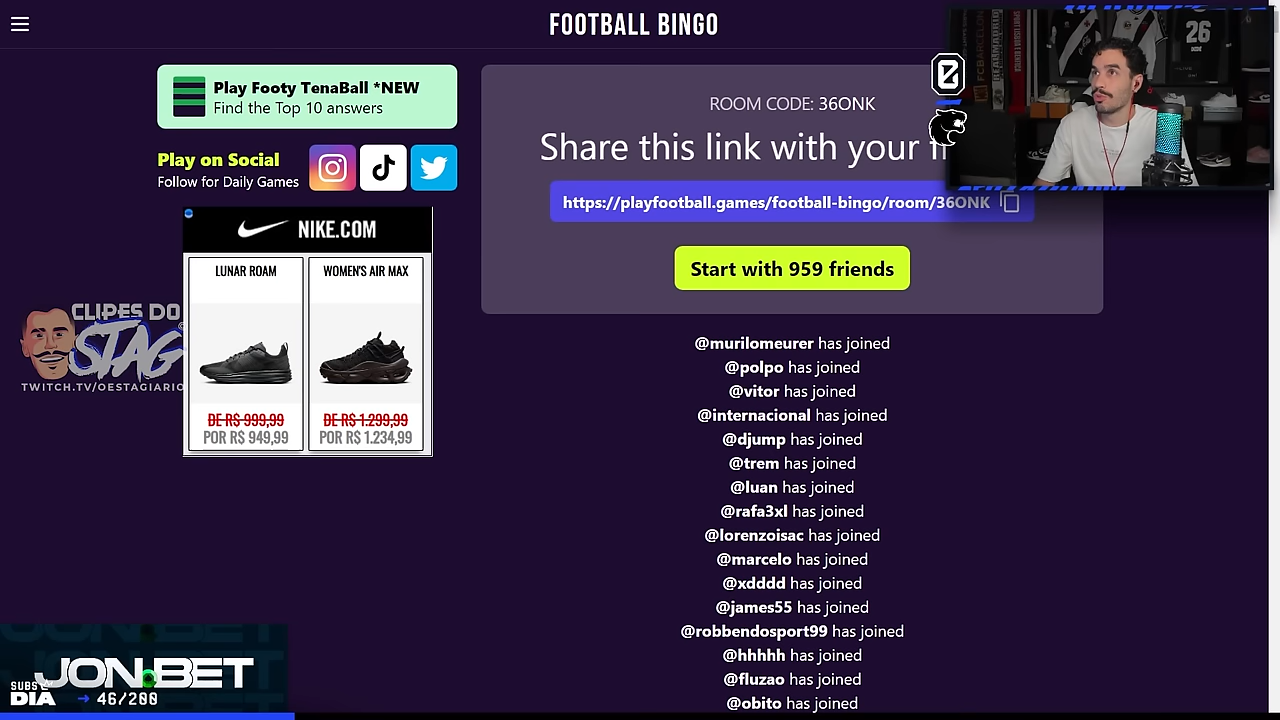 FOOTBALL BINGO
Play Footy TenaBall *NEW
Find the Top 10 answers
Play on Social
Follow for Daily Games
NIKE.COM
LUNAR ROAM
WOMEN'S AIR MAX
DE R$ 999,99
POR R$ 949,99
DE R$ 1.299,99
POR R$ 1.234,99
CLIPES DO
STAG
TWITCH.TV/OESTAGIARIO
ROOM CODE: 36ONK
Share this link with your
https://playfootball.games/football-bingo/room/36ONK
Start with 959 friends
@murilomeurer has joined
@polpo has joined
@vitor has joined
@internacional has joined
@djump has joined
@trem has joined
@luan has joined
@rafa3xl has joined
@lorenzoisac has joined
@marcelo has joined
@xdddd has joined
@james55 has joined
@robbendosport99 has joined
@hhhhh has joined
@fluzao has joined
@obito has joined
26
JON.BET
SUBS
DIA
46/200